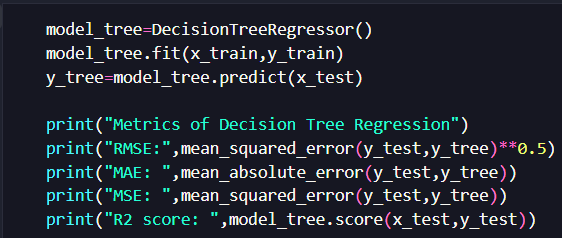 model_tree=DecisionTreeRegressor()
model_tree.fit(x_train,y_train)
y_tree=model_tree.predict(x_test)
print("Metrics of Decision Tree Regression")
print("RMSE:",mean_squared_error(y_test,y_tree)**0.5)
print("MAE: ",mean_absolute_error(y_test,y_tree))
print("MSE: ",mean_squared_error(y_test,y_tree))
print("R2 score: ",model_tree.score(x_test,y_test))